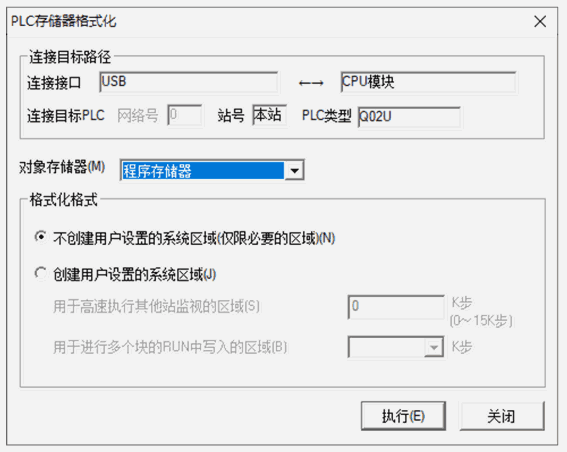 PLC存储器格式化
连接目标路径
连接接口 USB ←→ CPU模块
连接目标PLC 网络号 0 站号 本站 PLC类型 Q02U
对象存储器(M) 程序存储器
格式化格式
不创建用户设置的系统区域(仅限必要的区域)(N)
创建用户设置的系统区域(J)
用于高速执行其他站监视的区域(S) 0 K步
(0～15K步)
用于进行多个块的RUN中写入的区域(B) K步
执行(E) 关闭